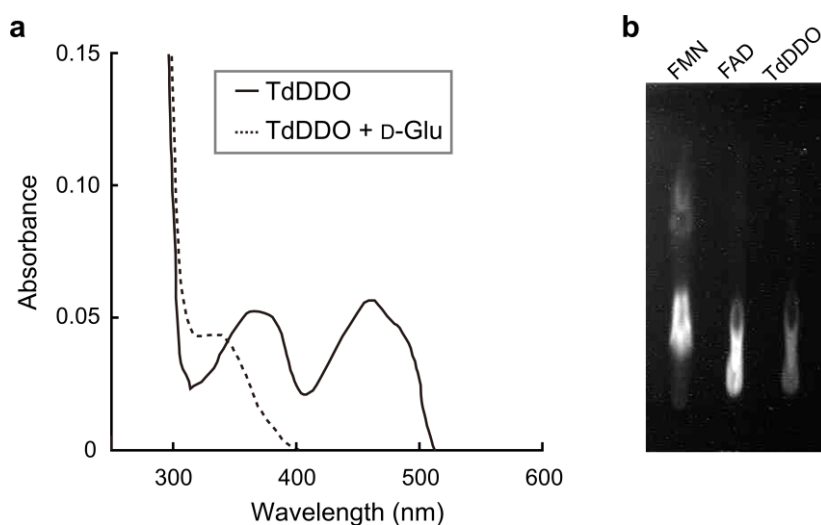 a
0.15
0.10
0.05
0
Absorbance
TdDDO
TdDDO + D-Glu
300
400
500
600
Wavelength (nm)
b
FMN
FAD
TdDDO